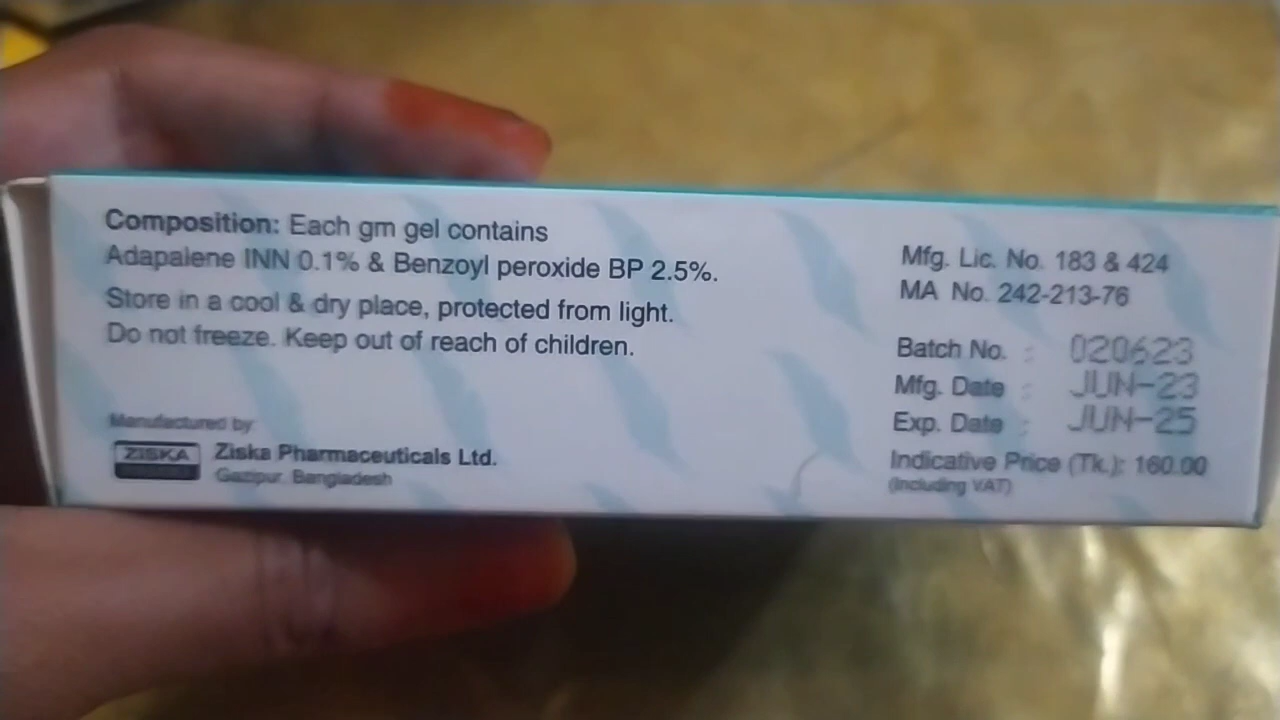 Composition: Each gm gel contains
Adapalene INN 0.1% & Benzoyl peroxide BP 2.5%.
Store in a cool & dry place, protected from light.
Do not freeze. Keep out of reach of children.
Manufactured by
ZISKA
Ziska Pharmaceuticals Ltd.
Gazipur, Bangladesh
Mfg. Lic. No. 183 & 424
MA No. 242-213-76
Batch No. : 020623
Mfg. Date : JUN-23
Exp. Date : JUN-25
Indicative Price (Tk.): 160.00
(Including VAT)